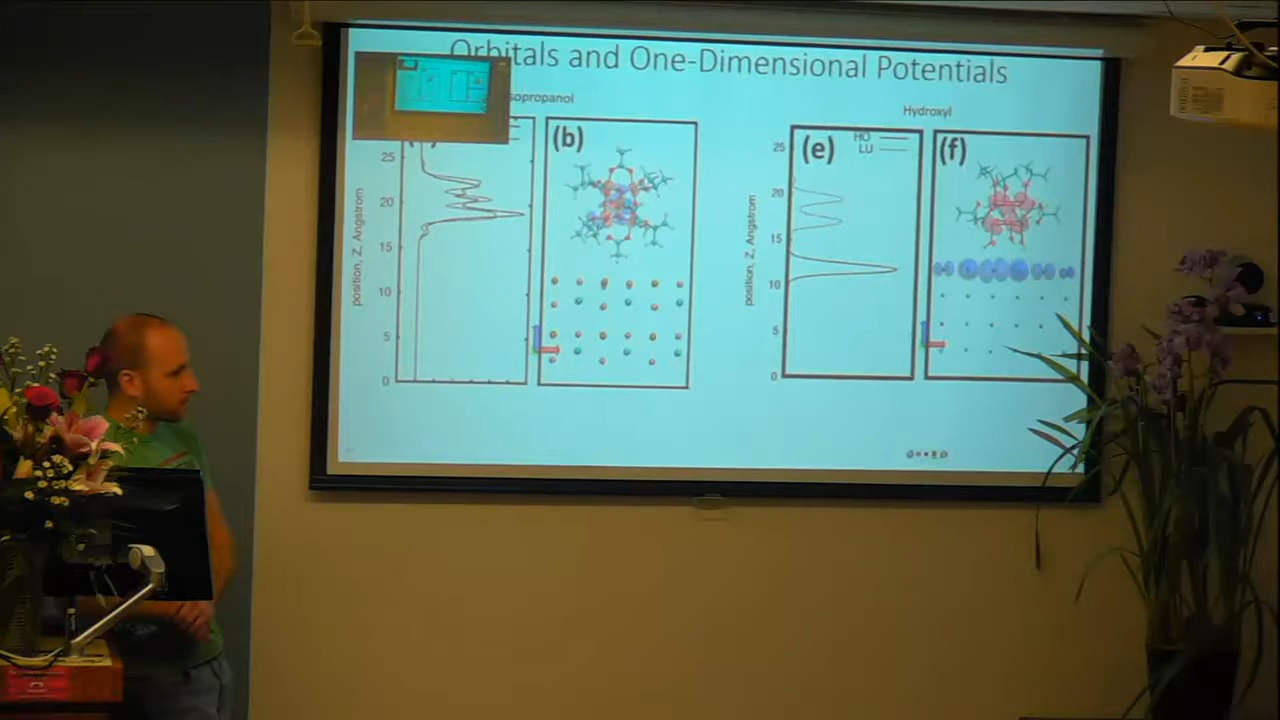 Orbitals and One-Dimensional Potentials
sopropanol
(b)
25
20
15
10
5
0
position, Z, Angstrom
Hydroxyl
(e)
HO
LU
(f)
25
20
15
10
5
0
position, Z, Angstrom